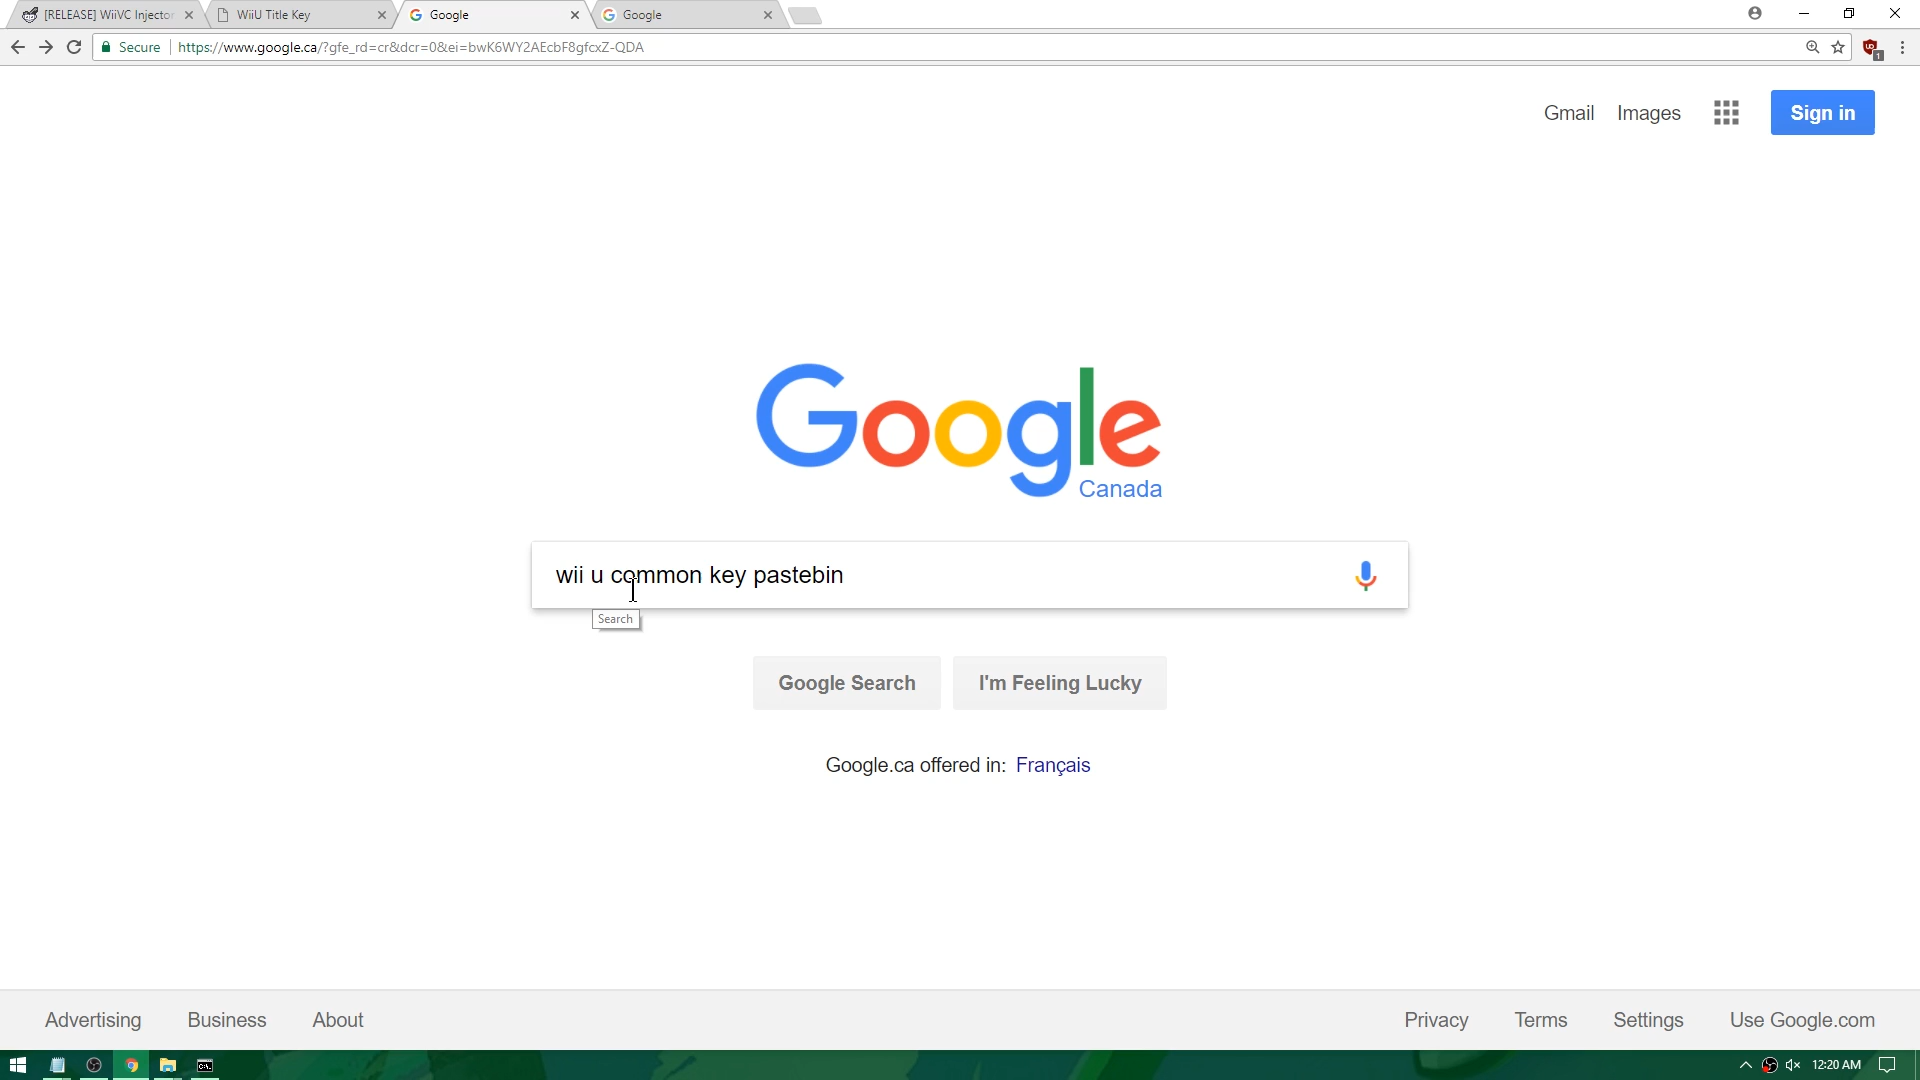 [RELEASE] WiiVC Injector
WiiU Title Key
Google
Google
Secure
https://www.google.ca/?gfe_rd=cr&dcr=0&ei=bwK6WY2AEcbF8gfcxZ-QDA
1
Gmail
Images
Sign in
Google
Canada
wii u common key pastebin
Search
Google Search
I'm Feeling Lucky
Google.ca offered in: Français
Advertising
Business
About
Privacy
Terms
Settings
Use Google.com
12:20 AM